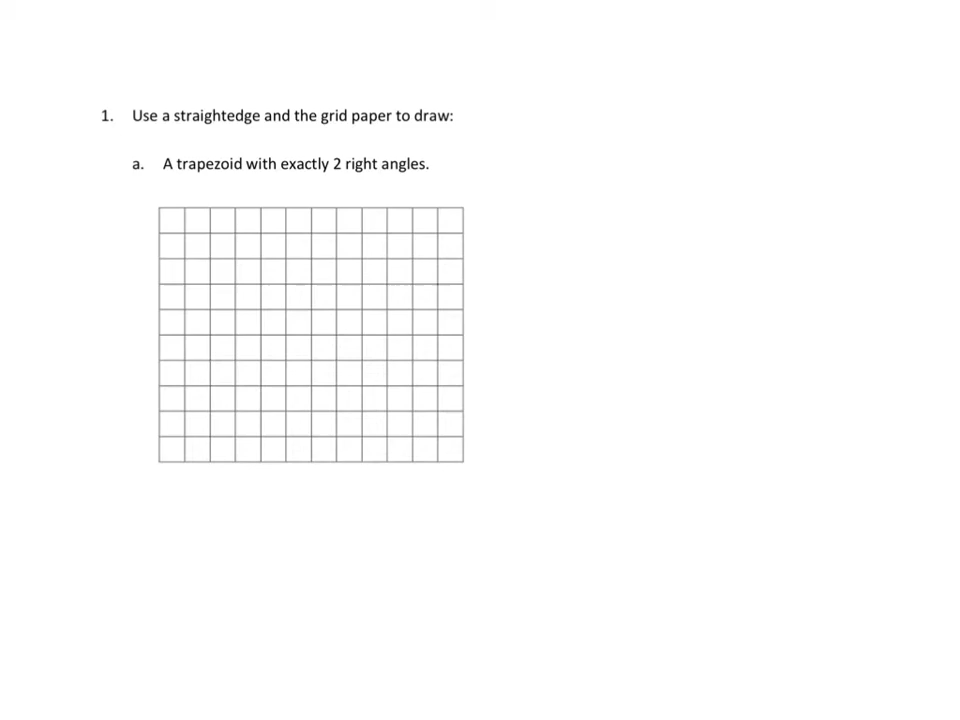 1. Use a straightedge and the grid paper to draw:
a. A trapezoid with exactly 2 right angles.